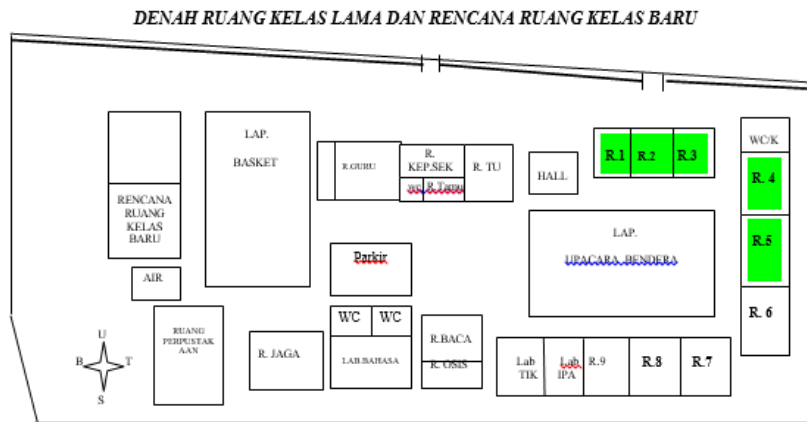 DENAH RUANG KELAS LAMA DAN RENCANA RUANG KELAS BARU
LAP.
BASKET
R.GURU
R.
KEP.SEK
R. TU
wc
R.Tamu
HALL
R.1
R.2
R.3
WC/K
R. 4
R.5
R. 6
RENCANA
RUANG
KELAS
BARU
AIR
Parkir
LAP.
UPACARA BENDERA
U
B
T
S
RUANG
PERPUSTAK
AAN
R. JAGA
WC
WC
LAB.BAHASA
R.BACA
R. OSIS
Lab
TIK
Lab
IPA
R.9
R.8
R.7